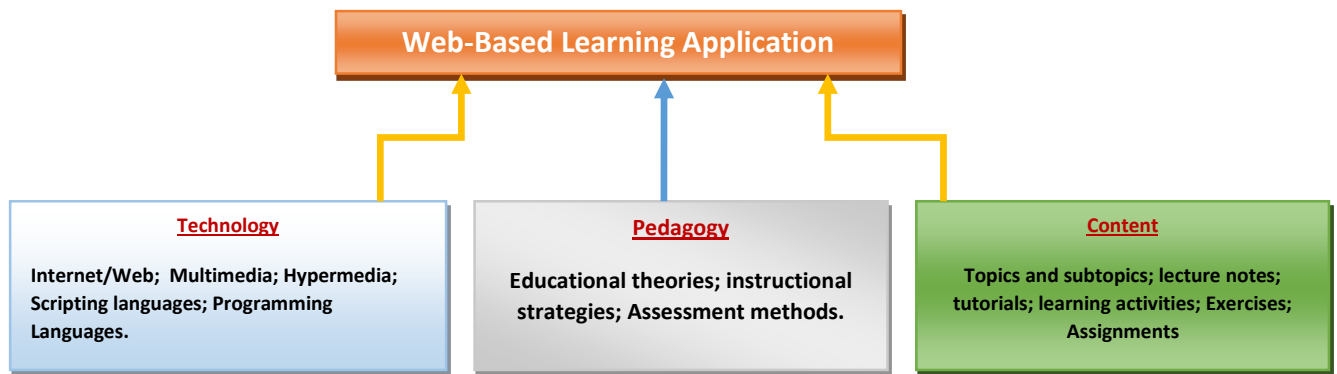 Web-Based Learning Application
Technology
Internet/Web; Multimedia; Hypermedia;
Scripting languages; Programming
Languages.
Pedagogy
Educational theories; instructional
strategies; Assessment methods.
Content
Topics and subtopics; lecture notes;
tutorials; learning activities; Exercises;
Assignments